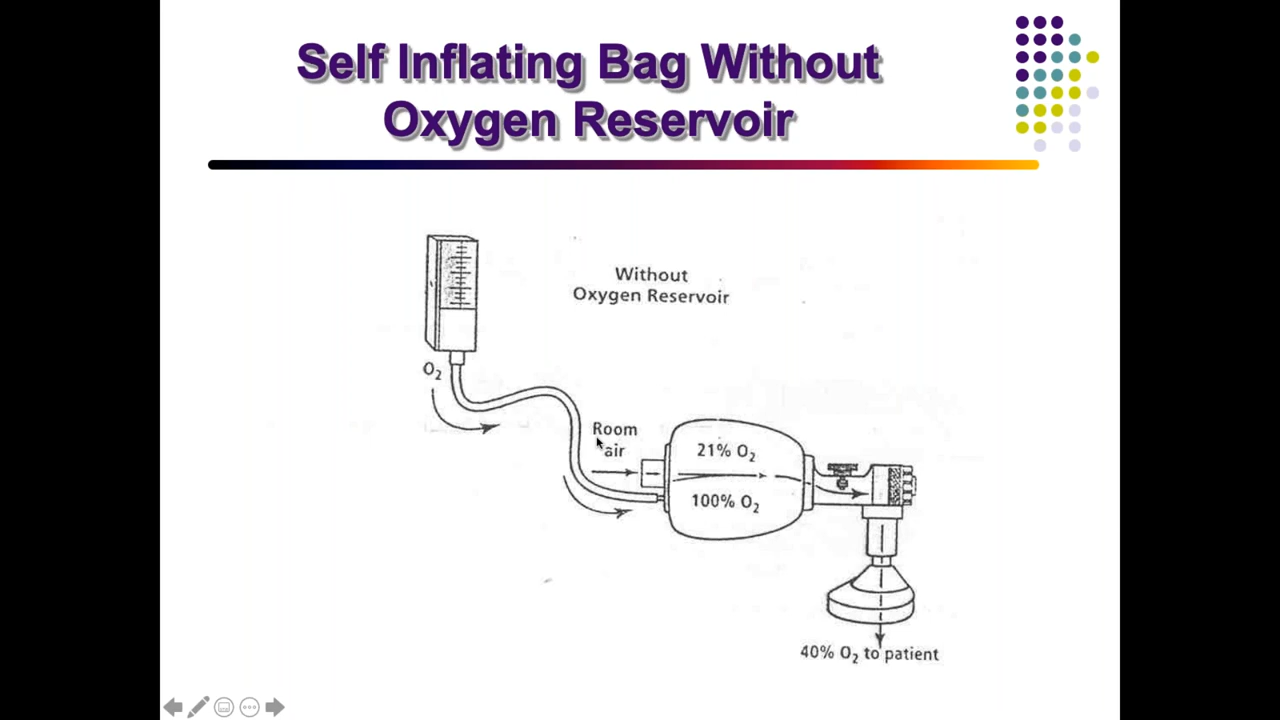 Self Inflating Bag Without
Oxygen Reservoir
Without
Oxygen Reservoir
O₂
Room
air
21% O₂
100% O₂
40% O₂ to patient